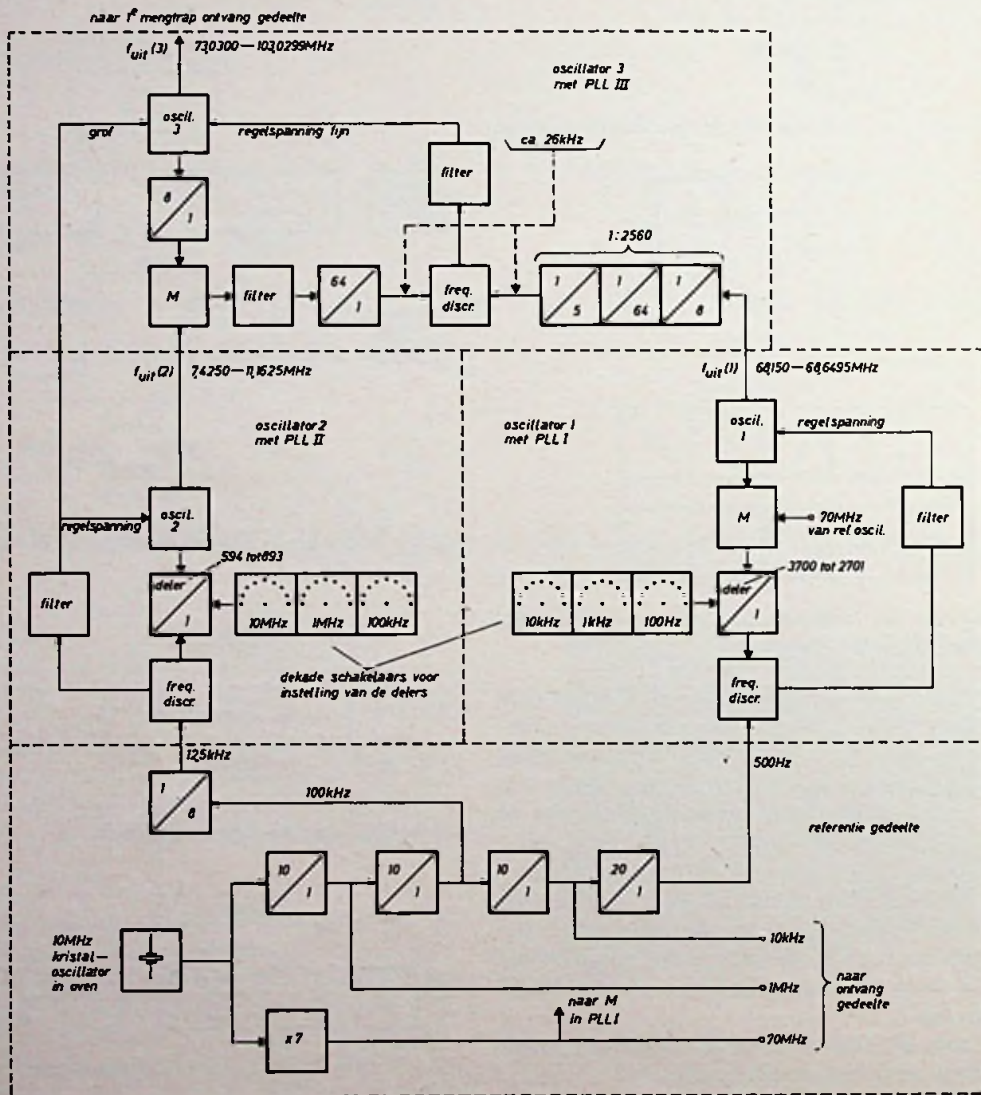 naar 1e mengtrap ontvang gedeelte
fuit (3) 73,0300—103,0299MHz
oscillator 3
met PLL III
oscil.
3
grof
regelspanning fijn
ca. 26kHz
filter
8
1
1:2560
M
filter
64
1
freq.
discr.
1
5
1
64
1
8
fuit(2) 7,4250—11,1625MHz
fuit(1) 68,150—68,6495MHz
oscillator 2
met PLL II
oscillator 1
met PLL I
oscil.
1
regelspanning
oscil.
2
regelspanning
M
70MHz
van ref. oscil.
filter
594 tot 893
3700 tot 2701
filter
deler
1
10MHz
1MHz
100kHz
10kHz
1kHz
100Hz
deler
1
dekade schakelaars voor
instelling van de delers
freq.
discr.
freq.
discr.
12,5kHz
500Hz
1
8
100kHz
referentie gedeelte
10
1
10
1
10
1
20
1
10MHz
kristal—
oscillator
in oven
10kHz
1MHz
70MHz
naar
ontvang
gedeelte
naar M
in PLL I
x7